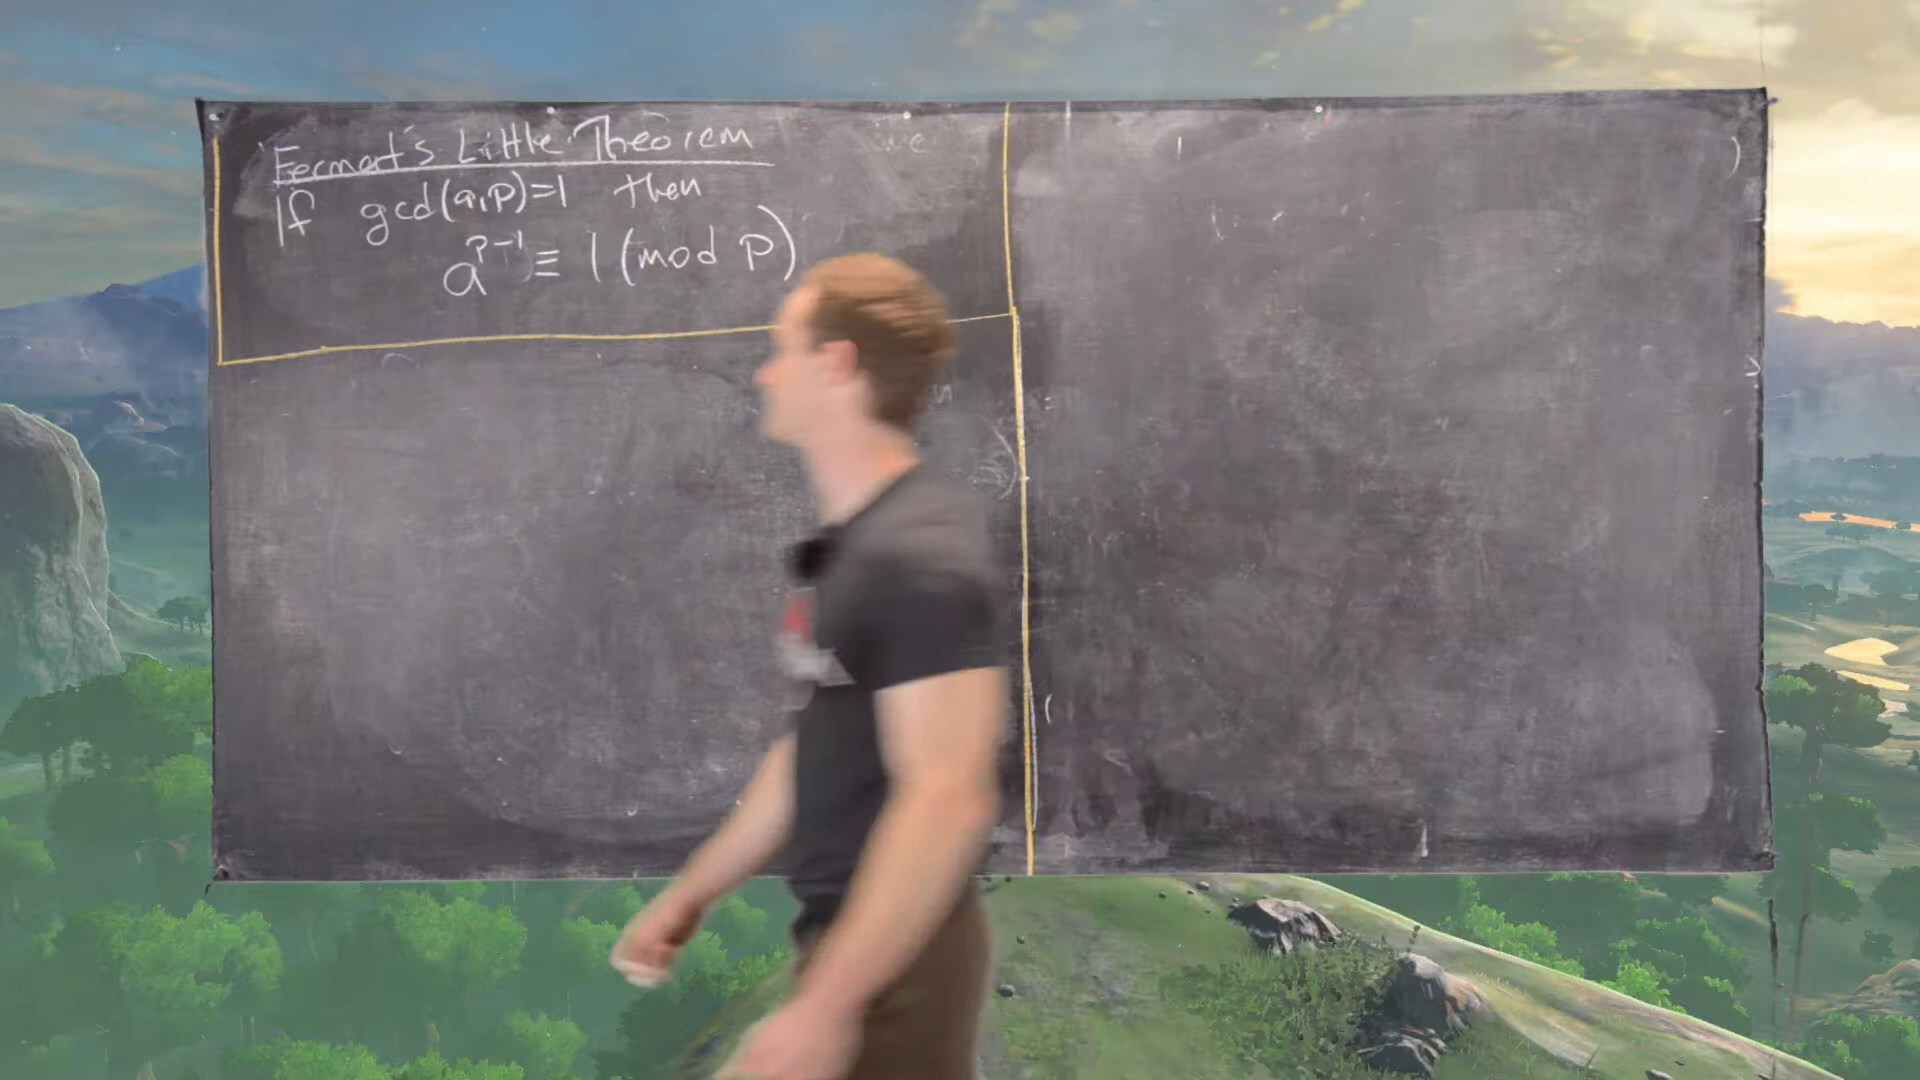 Fermat's Little Theorem
If gcd(a,p)=1 then
a^{p-1} ≡ 1 (mod p)